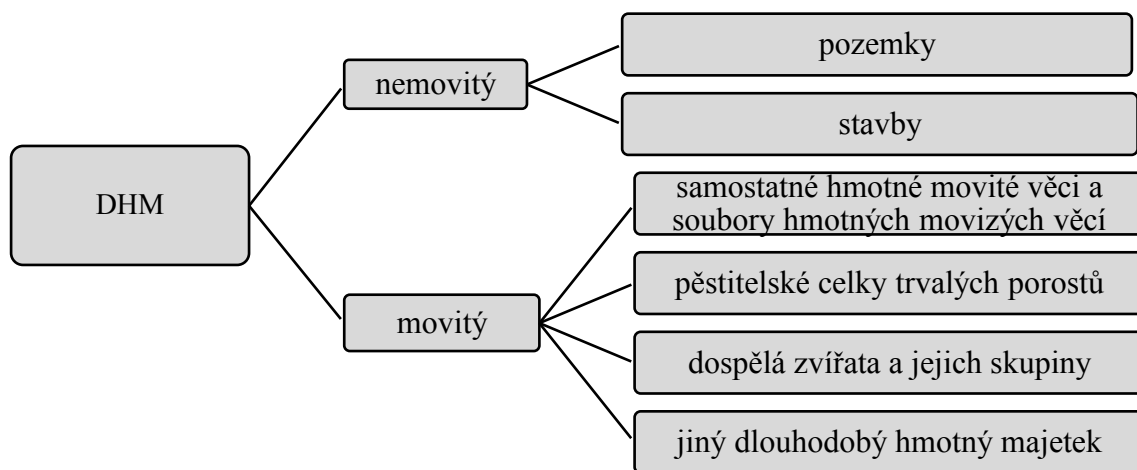 DHM
nemovitý
pozemky
stavby
movitý
samostatné hmotné movité věci a
soubory hmotných movizých věcí
pěstitelské celky trvalých porostů
dospělá zvířata a jejich skupiny
jiný dlouhodobý hmotný majetek